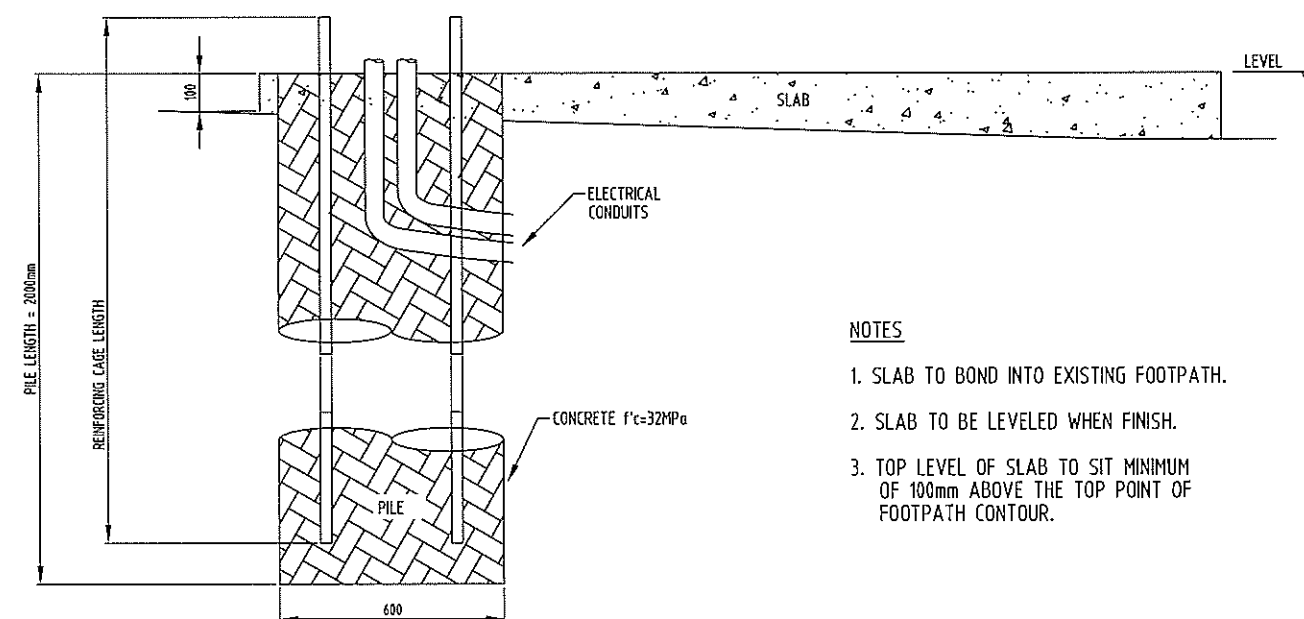 LEVEL
100
SLAB
ELECTRICAL
CONDUITS
PILE LENGTH = 2000mm
REINFORCING CAGE LENGTH
NOTES
1. SLAB TO BOND INTO EXISTING FOOTPATH.
2. SLAB TO BE LEVELED WHEN FINISH.
3. TOP LEVEL OF SLAB TO SIT MINIMUM
OF 100mm ABOVE THE TOP POINT OF
FOOTPATH CONTOUR.
CONCRETE f'c=32MPa
PILE
600